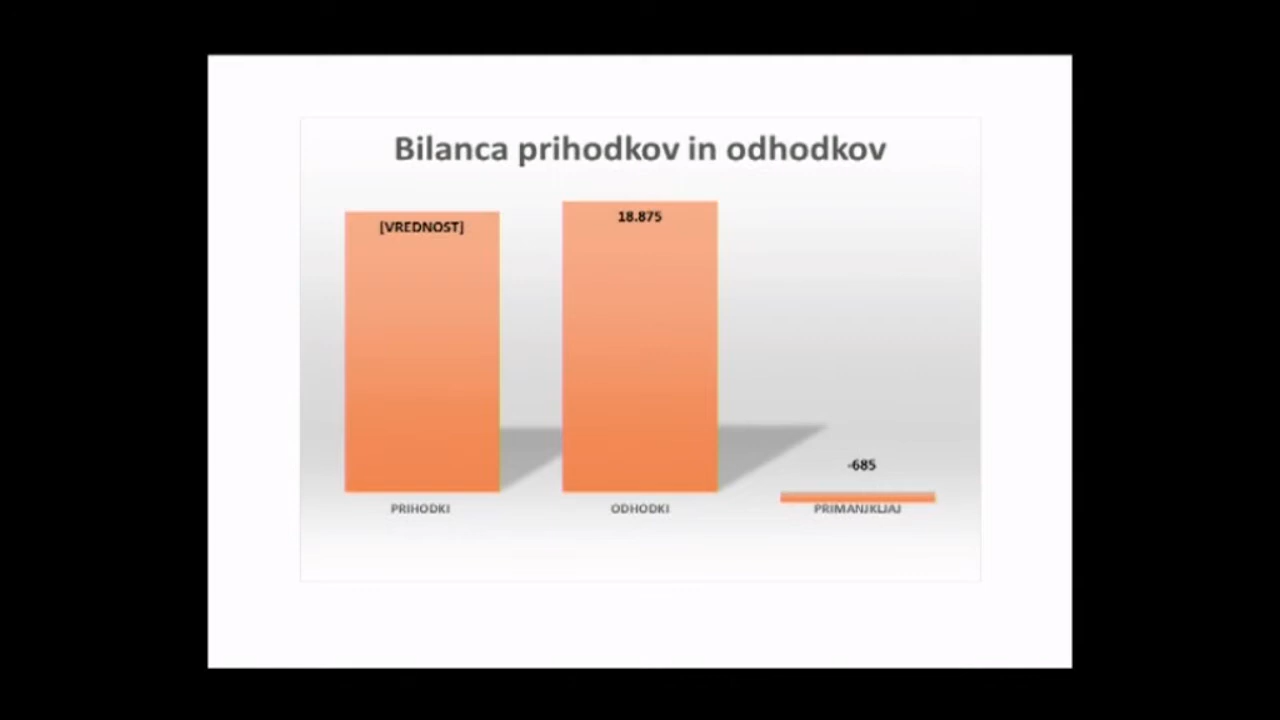 Bilanca prihodkov in odhodkov
[VREDNOST]
18.875
-685
PRIHODKI
ODHODKI
PRIMANJKLJAJ